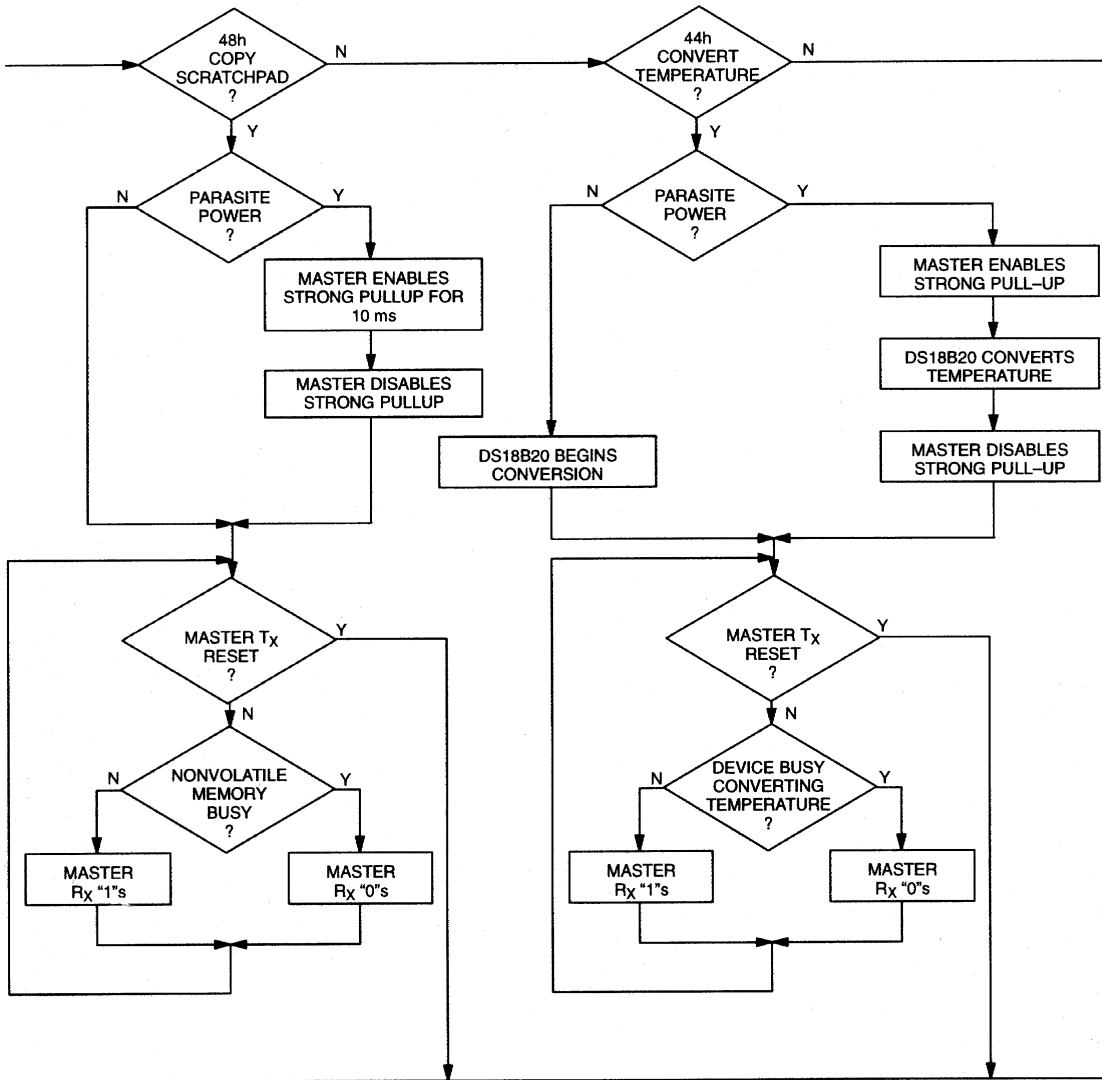 48h
COPY
SCRATCHPAD
?
N
Y
44h
CONVERT
TEMPERATURE
?
N
Y
N
PARASITE
POWER
?
Y
MASTER ENABLES
STRONG PULLUP FOR
10 ms
MASTER DISABLES
STRONG PULLUP
N
PARASITE
POWER
?
Y
MASTER ENABLES
STRONG PULL–UP
DS18B20 CONVERTS
TEMPERATURE
MASTER DISABLES
STRONG PULL–UP
DS18B20 BEGINS
CONVERSION
MASTER TX
RESET
?
Y
N
N
NONVOLATILE
MEMORY
BUSY
?
Y
MASTER
RX “1”s
MASTER
RX “0”s
MASTER TX
RESET
?
Y
N
N
DEVICE BUSY
CONVERTING
TEMPERATURE
?
Y
MASTER
RX “1”s
MASTER
RX “0”s